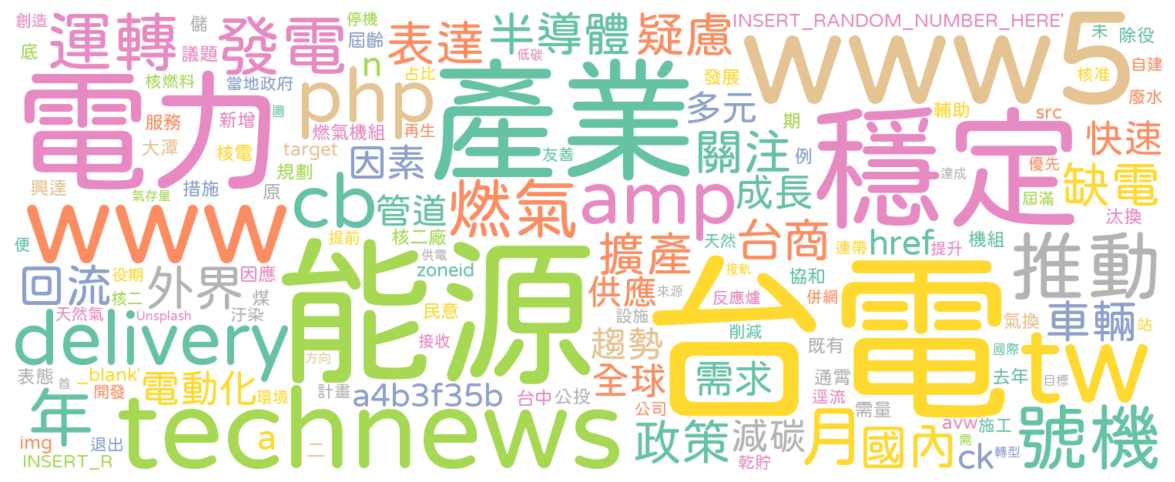 創造 運轉 儲 發電 停機 屆齡 表達 半導體 疑慮 INSERT_RANDOM_NUMBER_HERE' 未 除役
底 議題 核燃料 當地政府 n 占比 低碳 發展 www 5 核准 自建
電力 圖 php 產業 多元 期 輔助 src 廢水
服務 新增 燃氣機組 再生 關注 穩定 快速
大潭 核電 target 因素 友善 例 優先
興達 措施 規劃 原 氣存量 cb 管道 燃氣 amp 成長 達成 屆滿 缺電
www 提前 核二廠 擴產 台商 天然 連帶 href 提升 機組 汰換
便 供電 能源 接軌 協和 推動
回流 役期 因應 外界 zoneid 供應 來源 反應爐 併網 車輛
天然氣 核二 Unsplash 汙染 煤 民意 設施 台電 氣換 站
delivery 方向 接收 趨勢 削減 既有 國際 tw
表態 首 _blank' 環境 計畫 全球 需求 通霄 去年 目標
開發 電動化 a4b3f35b 台中 公投 公司 逕流 需量
年 technews 政策 減碳 月 國內 avw 施工 號機
img 退出 a 二 乾貯 需 ck 轉型
INSERT_R